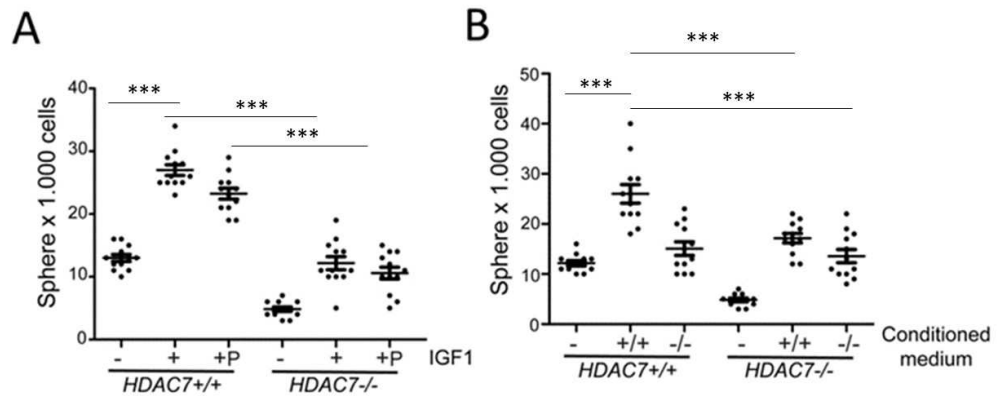 A
Sphere x 1.000 cells
40
30
20
10
0
***
***
***
- + +P - + +P IGF1
HDAC7+/+ HDAC7-/-
B
Sphere x 1.000 cells
50
40
30
20
10
0
***
***
***
- +/+ -/- - +/+ -/- Conditioned
medium
HDAC7+/+ HDAC7-/-